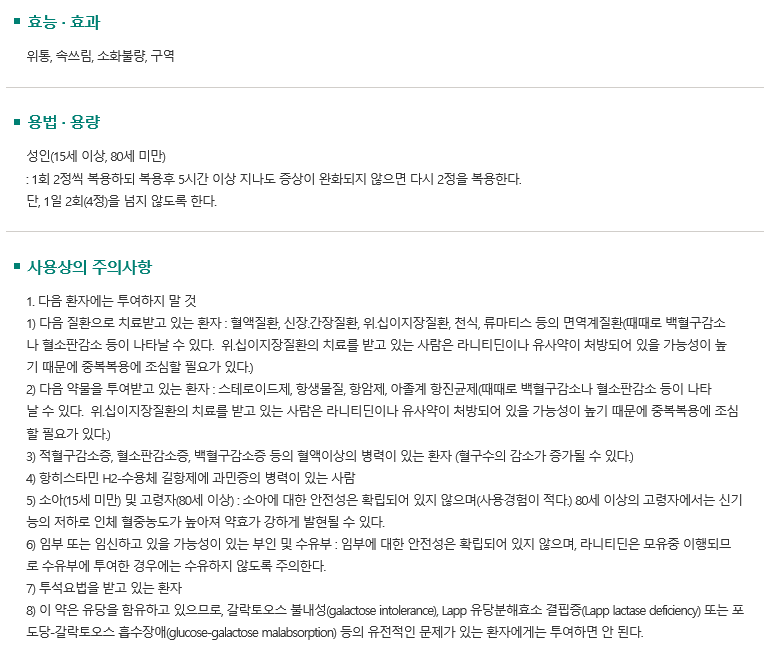 효능 · 효과
위통, 속쓰림, 소화불량, 구역
용법 · 용량
성인(15세 이상, 80세 미만)
: 1회 2정씩 복용하되 복용후 5시간 이상 지나도 증상이 완화되지 않으면 다시 2정을 복용한다.
단, 1일 2회(4정)을 넘지 않도록 한다.
사용상의 주의사항
1. 다음 환자에는 투여하지 말 것
1) 다음 질환으로 치료받고 있는 환자 : 혈액질환, 신장.간장질환, 위.십이지장질환, 천식, 류마티스 등의 면역계질환(때때로 백혈구감소
나 혈소판감소 등이 나타날 수 있다.  위.십이지장질환의 치료를 받고 있는 사람은 라니티딘이나 유사약이 처방되어 있을 가능성이 높
기 때문에 중복복용에 조심할 필요가 있다.)
2) 다음 약물을 투여받고 있는 환자 : 스테로이드제, 항생물질, 항암제, 아졸계 항진균제(때때로 백혈구감소나 혈소판감소 등이 나타
날 수 있다.  위.십이지장질환의 치료를 받고 있는 사람은 라니티딘이나 유사약이 처방되어 있을 가능성이 높기 때문에 중복복용에 조심
할 필요가 있다.)
3) 적혈구감소증, 혈소판감소증, 백혈구감소증 등의 혈액이상의 병력이 있는 환자 (혈구수의 감소가 증가될 수 있다.)
4) 항히스타민 H2-수용체 길항제에 과민증의 병력이 있는 사람
5) 소아(15세 미만) 및 고령자(80세 이상) : 소아에 대한 안전성은 확립되어 있지 않으며(사용경험이 적다.) 80세 이상의 고령자에서는 신기
능의 저하로 인체 혈중농도가 높아져 약효가 강하게 발현될 수 있다.
6) 임부 또는 임신하고 있을 가능성이 있는 부인 및 수유부 : 임부에 대한 안전성은 확립되어 있지 않으며, 라니티딘은 모유중 이행되므
로 수유부에 투여한 경우에는 수유하지 않도록 주의한다.
7) 투석요법을 받고 있는 환자
8) 이 약은 유당을 함유하고 있으므로, 갈락토오스 불내성(galactose intolerance), Lapp 유당분해효소 결핍증(Lapp lactase deficiency) 또는 포
도당-갈락토오스 흡수장애(glucose-galactose malabsorption) 등의 유전적인 문제가 있는 환자에게는 투여하면 안 된다.